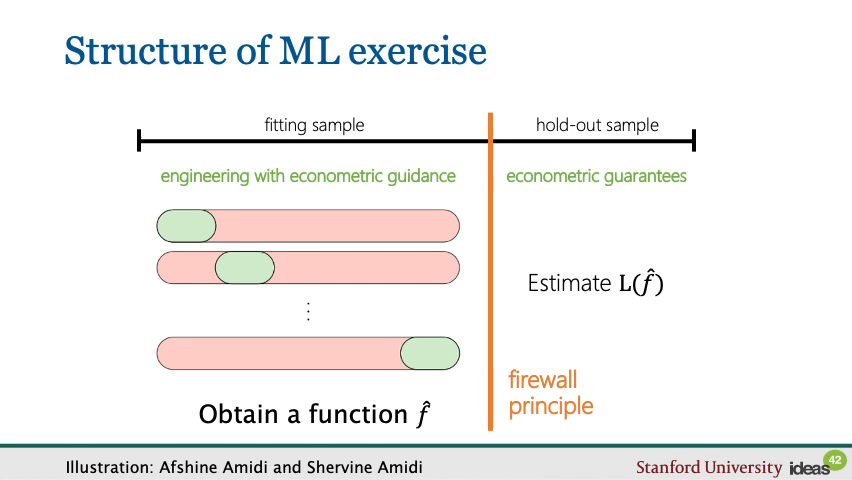 Structure of ML exercise
fitting sample
hold-out sample
engineering with econometric guidance
econometric guarantees
Estimate L(f̂)
⋮
firewall
principle
Obtain a function f̂
Illustration: Afshine Amidi and Shervine Amidi
Stanford University
ideas 42